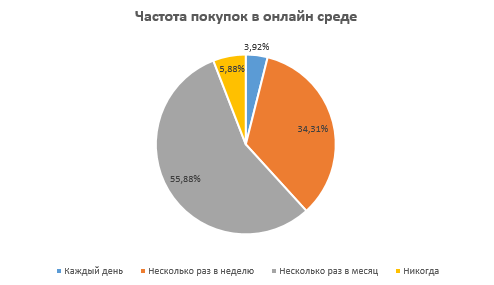 Частота покупок в онлайн среде
3,92%
5,88%
34,31%
55,88%
Каждый день Несколько раз в неделю Несколько раз в месяц Никогда